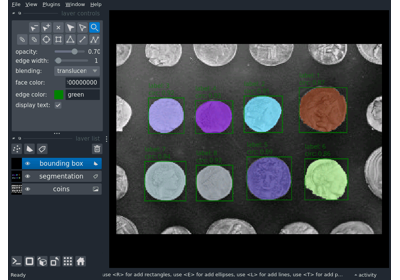 File View Plugins Window Help
layer controls
opacity: 0.70
edge width: 1
blending: translucen
face color: 00000000
edge color: green
display text:
layer list
bounding box
segmentation
coins
Ready
use <R> for add rectangles, use <E> for add ellipses, use <L> for add lines, use <T> for add p...
activity